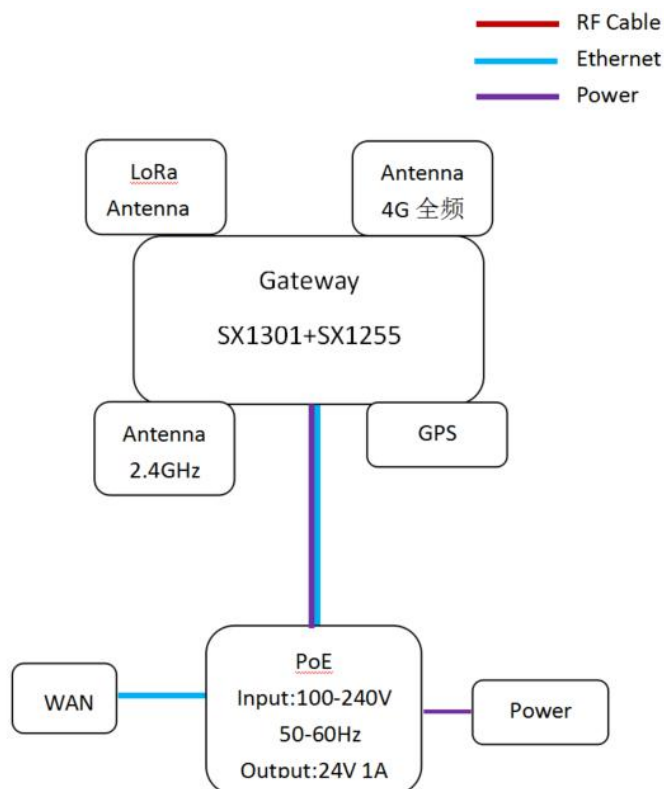 RF Cable
Ethernet
Power
LoRa
Antenna
Antenna
4G 全频
Gateway
SX1301+SX1255
Antenna
2.4GHz
GPS
PoE
Input:100-240V
50-60Hz
Output:24V 1A
WAN
Power